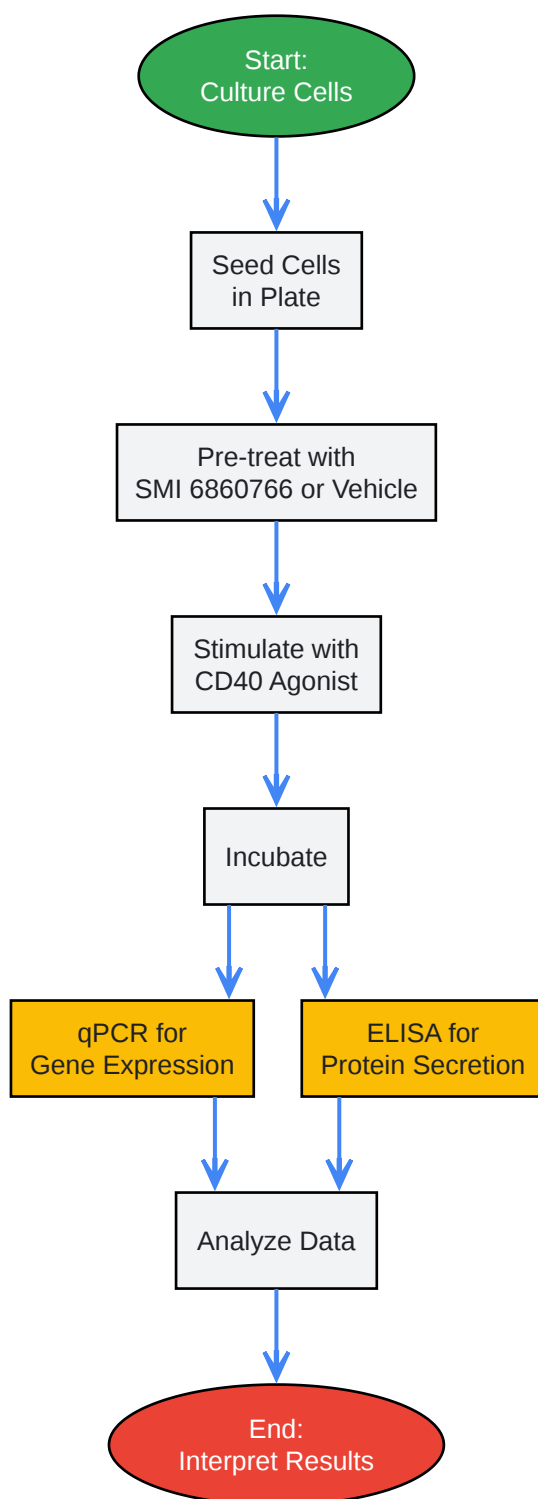 Start:
Culture Cells
Seed Cells
in Plate
Pre-treat with
SMI 6860766 or Vehicle
Stimulate with
CD40 Agonist
Incubate
qPCR for
Gene Expression
ELISA for
Protein Secretion
Analyze Data
End:
Interpret Results